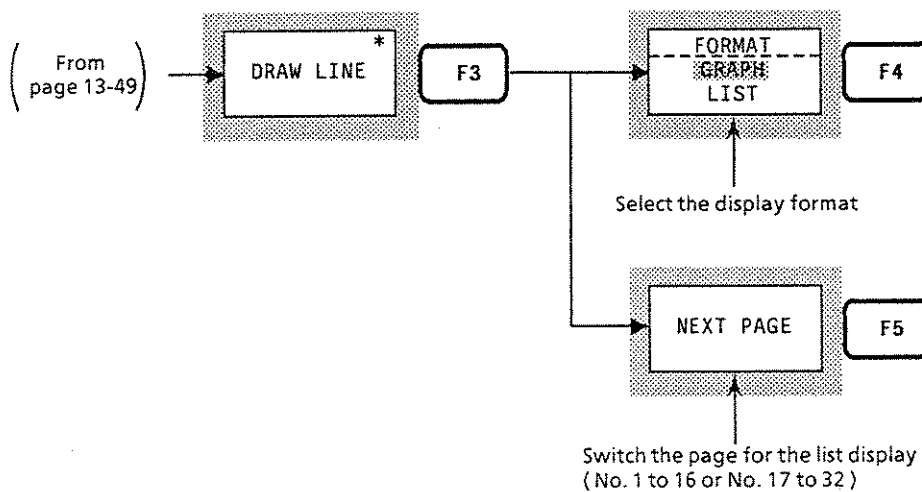 From
page 13-49
*
DRAW LINE
F3
FORMAT
GRAPH
LIST
F4
Select the display format
NEXT PAGE
F5
Switch the page for the list display
( No. 1 to 16 or No. 17 to 32 )